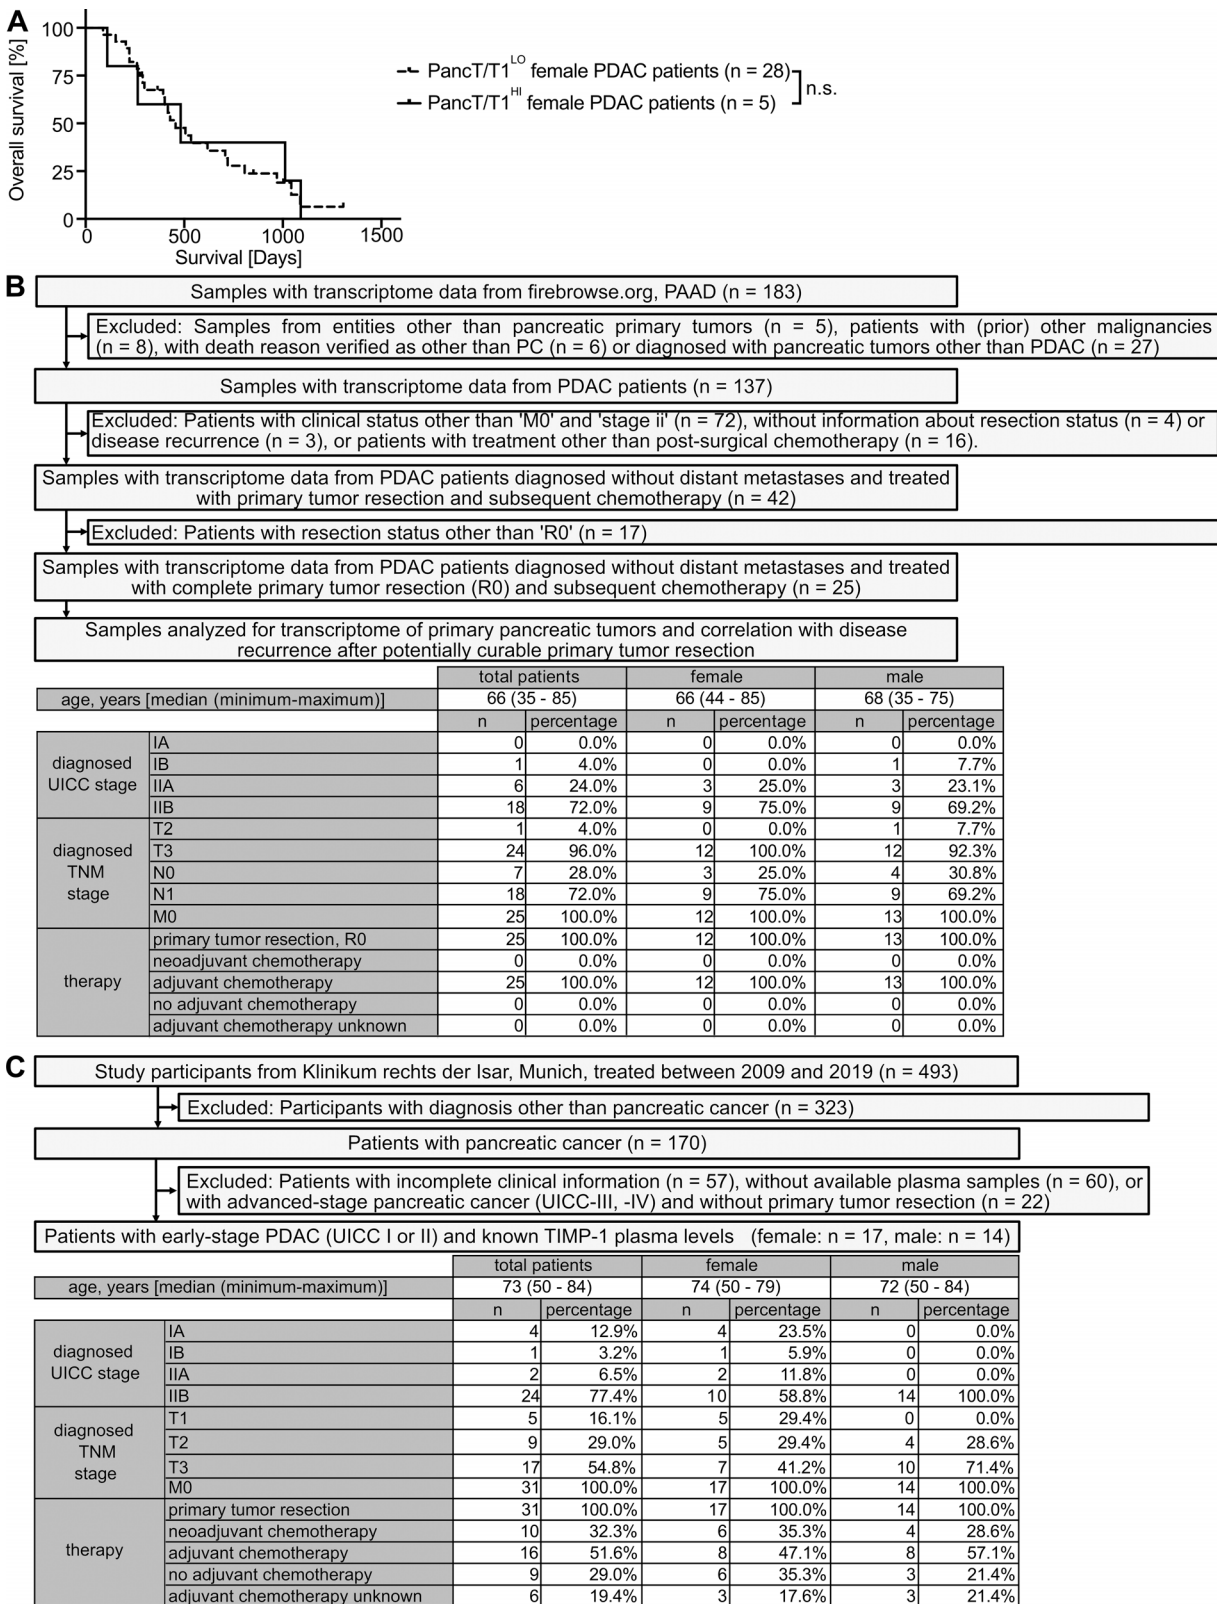 A
Overall survival [%]
100
75
50
25
0
0 500 1000 1500
Survival [Days]
PancT/T1LO female PDAC patients (n = 28)
PancT/T1HI female PDAC patients (n = 5)
n.s.
B
Samples with transcriptome data from firebrowse.org, PAAD (n = 183)
Excluded: Samples from entities other than pancreatic primary tumors (n = 5), patients with (prior) other malignancies
(n = 8), with death reason verified as other than PC (n = 6) or diagnosed with pancreatic tumors other than PDAC (n = 27)
Samples with transcriptome data from PDAC patients (n = 137)
Excluded: Patients with clinical status other than 'M0' and 'stage ii' (n = 72), without information about resection status (n = 4) or
disease recurrence (n = 3), or patients with treatment other than post-surgical chemotherapy (n = 16).
Samples with transcriptome data from PDAC patients diagnosed without distant metastases and treated
with primary tumor resection and subsequent chemotherapy (n = 42)
Excluded: Patients with resection status other than 'R0' (n = 17)
Samples with transcriptome data from PDAC patients diagnosed without distant metastases and treated
with complete primary tumor resection (R0) and subsequent chemotherapy (n = 25)
Samples analyzed for transcriptome of primary pancreatic tumors and correlation with disease
recurrence after potentially curable primary tumor resection
total patients female male
age, years [median (minimum-maximum)] 66 (35 - 85) 66 (44 - 85) 68 (35 - 75)
n percentage n percentage n percentage
diagnosed UICC stage
IA 0 0.0% 0 0.0% 0 0.0%
IB 1 4.0% 0 0.0% 1 7.7%
IIA 6 24.0% 3 25.0% 3 23.1%
IIB 18 72.0% 9 75.0% 9 69.2%
diagnosed TNM stage
T2 1 4.0% 0 0.0% 1 7.7%
T3 24 96.0% 12 100.0% 12 92.3%
N0 7 28.0% 3 25.0% 4 30.8%
N1 18 72.0% 9 75.0% 9 69.2%
M0 25 100.0% 12 100.0% 13 100.0%
therapy
primary tumor resection, R0 25 100.0% 12 100.0% 13 100.0%
neoadjuvant chemotherapy 0 0.0% 0 0.0% 0 0.0%
adjuvant chemotherapy 25 100.0% 12 100.0% 13 100.0%
no adjuvant chemotherapy 0 0.0% 0 0.0% 0 0.0%
adjuvant chemotherapy unknown 0 0.0% 0 0.0% 0 0.0%
C
Study participants from Klinikum rechts der Isar, Munich, treated between 2009 and 2019 (n = 493)
Excluded: Participants with diagnosis other than pancreatic cancer (n = 323)
Patients with pancreatic cancer (n = 170)
Excluded: Patients with incomplete clinical information (n = 57), without available plasma samples (n = 60), or
with advanced-stage pancreatic cancer (UICC-III, -IV) and without primary tumor resection (n = 22)
Patients with early-stage PDAC (UICC I or II) and known TIMP-1 plasma levels (female: n = 17, male: n = 14)
total patients female male
age, years [median (minimum-maximum)] 73 (50 - 84) 74 (50 - 79) 72 (50 - 84)
n percentage n percentage n percentage
diagnosed UICC stage
IA 4 12.9% 4 23.5% 0 0.0%
IB 1 3.2% 1 5.9% 0 0.0%
IIA 2 6.5% 2 11.8% 0 0.0%
IIB 24 77.4% 10 58.8% 14 100.0%
diagnosed TNM stage
T1 5 16.1% 5 29.4% 0 0.0%
T2 9 29.0% 5 29.4% 4 28.6%
T3 17 54.8% 7 41.2% 10 71.4%
M0 31 100.0% 17 100.0% 14 100.0%
therapy
primary tumor resection 31 100.0% 17 100.0% 14 100.0%
neoadjuvant chemotherapy 10 32.3% 6 35.3% 4 28.6%
adjuvant chemotherapy 16 51.6% 8 47.1% 8 57.1%
no adjuvant chemotherapy 9 29.0% 6 35.3% 3 21.4%
adjuvant chemotherapy unknown 6 19.4% 3 17.6% 3 21.4%